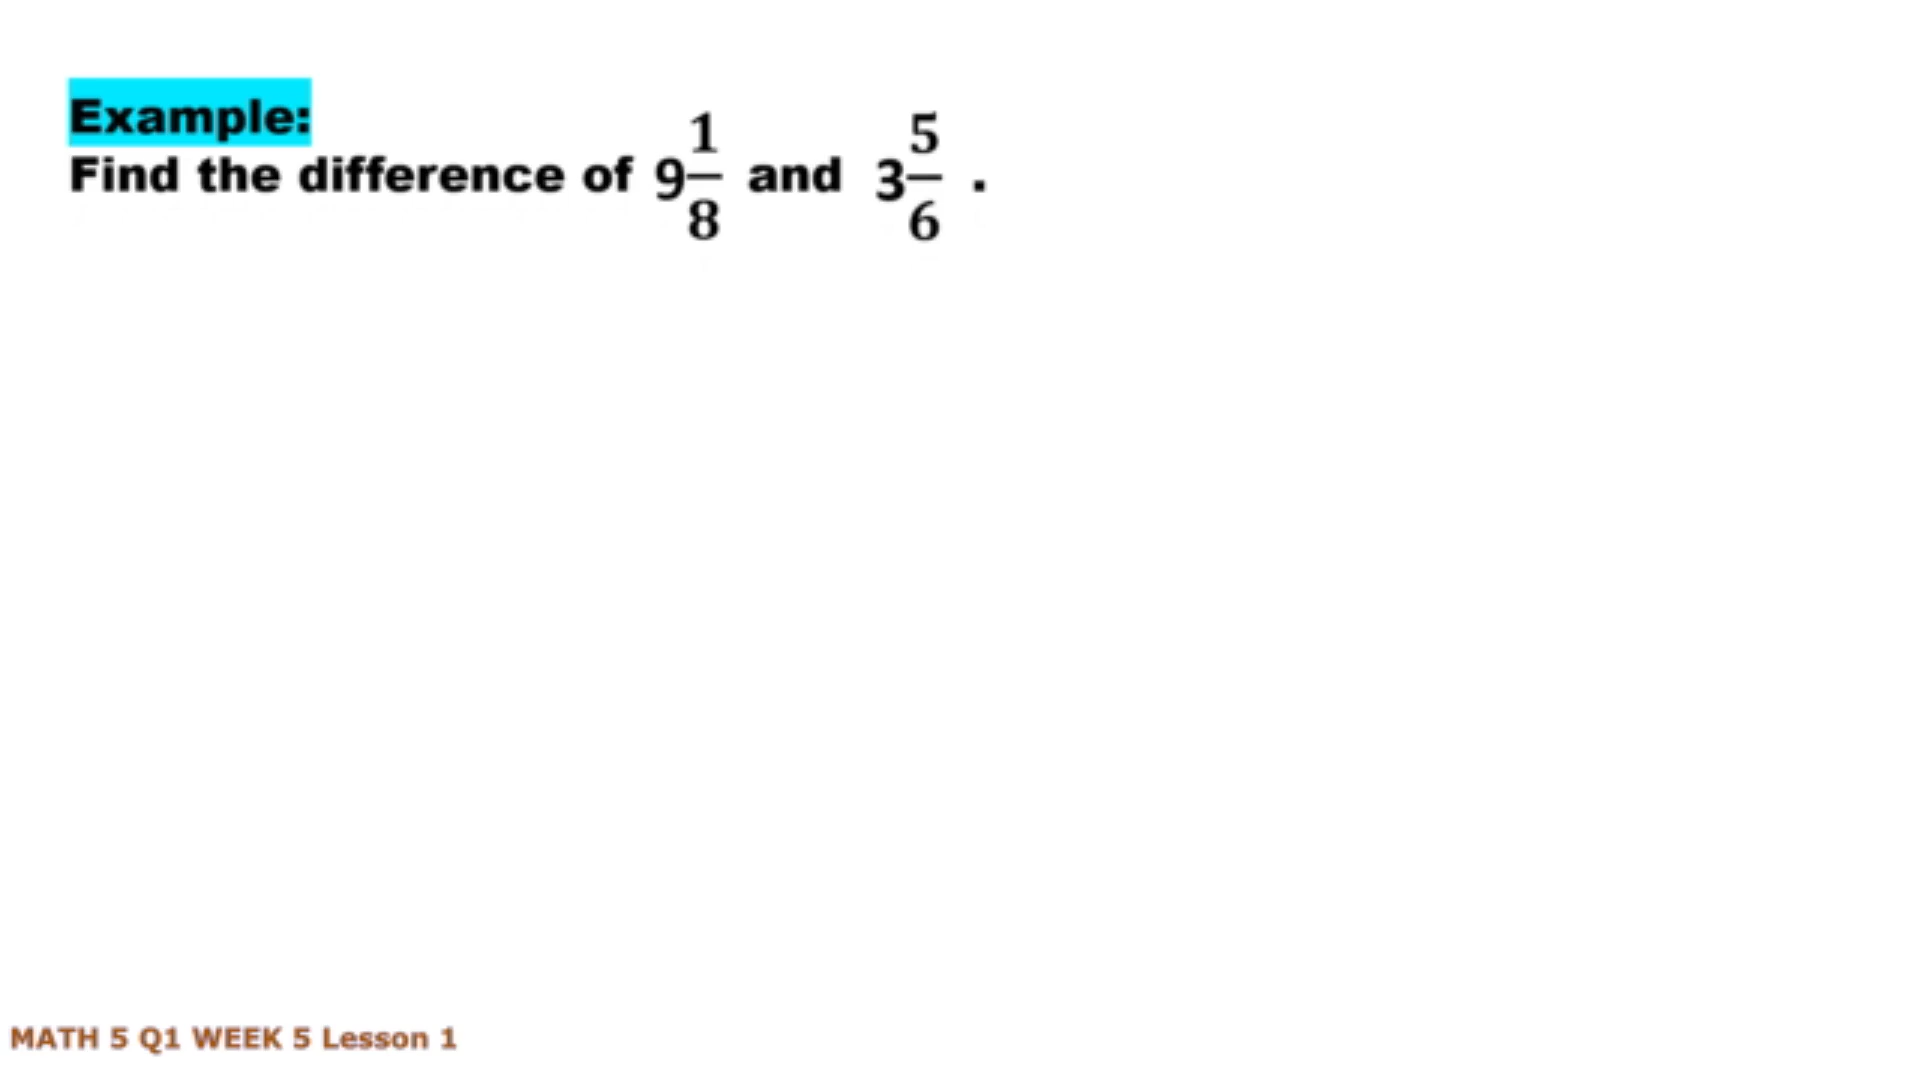 Example:
Find the difference of 9 1/8 and 3 5/6 .
MATH 5 Q1 WEEK 5 Lesson 1